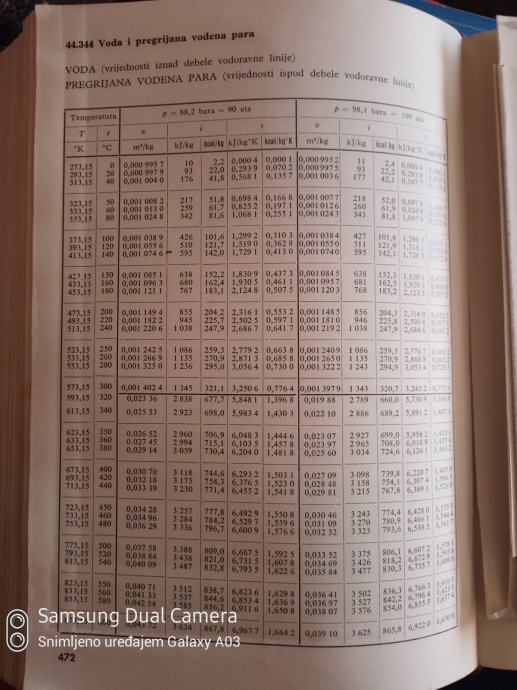 44.344 Voda i pregrijana vodena para
VODA (vrijednosti iznad debele vodoravne linije)
PREGRIJANA VODENA PARA (vrijednosti ispod debele vodoravne linije)
Temperatura p = 88,2 bara = 90 ata p = 98,1 bara = 100 ata
T t v i s v i s
°K °C m³/kg kJ/kg kcal/kg kJ/kg°K kcal/kg°K m³/kg kJ/kg kcal/kg
273,15 0 0,000 995 7 10 2,2 0,000 4 0,000 1 0,000 995 2 11 2,4
293,15 20 0,000 997 9 93 22,0 0,293 9 0,070 2 0,000 997 5 93 22,2
313,15 40 0,001 004 0 176 41,8 0,568 1 0,135 7 0,001 003 6 177 42,1
323,15 50 0,001 008 2 217 51,8 0,698 4 0,166 8 0,001 007 7 218 52,0
333,15 60 0,001 013 0 259 61,7 0,825 2 0,197 1 0,001 012 6 260 61,9
353,15 80 0,001 024 8 342 81,6 1,068 1 0,255 1 0,001 024 3 343 81,8
373,15 100 0,001 038 9 426 101,6 1,299 2 0,310 3 0,001 038 4 427 101,8
393,15 120 0,001 055 6 510 121,7 1,519 0 0,362 8 0,001 055 0 511 121,9
413,15 140 0,001 074 6 595 142,0 1,729 1 0,413 0 0,001 074 0 595 142,1
423,15 150 0,001 085 1 638 152,2 1,830 9 0,437 3 0,001 084 5 638 152,3
433,15 160 0,001 096 3 680 162,4 1,930 5 0,461 1 0,001 095 7 681 162,5
453,15 180 0,001 121 1 767 183,1 2,124 8 0,507 5 0,001 120 3 768 183,2
473,15 200 0,001 149 4 855 204,2 2,316 1 0,553 2 0,001 148 5 856 204,3
493,15 220 0,001 182 2 945 225,7 2,502 5 0,597 1 0,001 181 0 946 225,8
513,15 240 0,001 220 6 1 038 247,9 2,686 7 0,641 7 0,001 219 2 1 038 247,9
523,15 250 0,001 242 5 1 086 259,3 2,779 2 0,663 8 0,001 240 9 1 086 259,3
533,15 260 0,001 266 9 1 135 270,9 2,871 3 0,685 8 0,001 265 0 1 135 270,9
553,15 280 0,001 325 0 1 236 295,0 3,056 4 0,730 0 0,001 322 2 1 243 294,9
573,15 300 0,001 402 4 1 345 321,1 3,250 6 0,776 4 0,001 397 9 1 343 320,7
593,15 320 0,023 36 2 838 677,7 5,848 1 1,396 8 0,019 88 2 789 660,0
613,15 340 0,025 53 2 923 698,0 5,983 4 1,430 3 0,022 10 2 886 689,2
623,15 350 0,026 52 2 960 706,9 6,048 3 1,444 6 0,023 07 2 927 699,0
633,15 360 0,027 45 2 994 715,1 6,103 5 1,457 8 0,023 97 2 965 708,0
653,15 380 0,029 14 3 059 730,4 6,204 0 1,481 8 0,025 60 3 034 724,6
673,15 400 0,030 70 3 118 744,6 6,293 2 1,503 1 0,027 09 3 098 739,8
693,15 420 0,032 18 3 175 758,3 6,376 5 1,523 0 0,028 48 3 158 754,1
713,15 440 0,033 39 3 230 771,4 6,455 2 1,541 8 0,029 81 3 215 767,8
723,15 450 0,034 28 3 257 777,8 6,492 9 1,550 8 0,030 46 3 243 774,4
733,15 460 0,034 96 3 284 784,2 6,529 7 1,559 6 0,031 09 3 270 780,9
753,15 480 0,036 29 3 336 796,7 6,600 9 1,576 6 0,032 32 3 323 793,6
773,15 500 0,037 58 3 388 809,0 6,667 5 1,592 5 0,033 52 3 375 806,1
793,15 520 0,038 84 3 438 821,0 6,731 5 1,607 8 0,034 69 3 426 818,2
813,15 540 0,040 09 3 487 832,8 6,793 5 1,622 6 0,035 84 3 477 830,3
823,15 550 0,040 71 3 512 838,7 6,823 6 1,629 8 0,036 41 3 502 836,3
833,15 560 0,041 33 3 537 844,6 6,853 4 1,636 9 0,036 97 3 527 842,2
853,15 580 0,042 54 3 585 856,2 6,911 6 1,650 8 0,038 07 3 576 854,0
3 634 867,8 6,967 7 1,664 2 0,039 10 3 625 865,8
Samsung Dual Camera
Snimljeno uređajem Galaxy A03
472